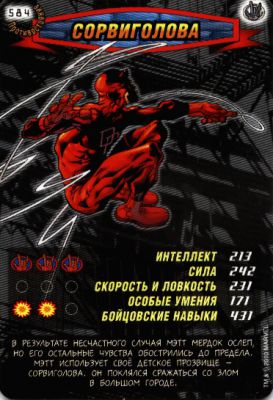 584
СОРВИГОЛОВА
ИНТЕЛЛЕКТ 213
СИЛА 242
СКОРОСТЬ И ЛОВКОСТЬ 231
ОСОБЫЕ УМЕНИЯ 171
БОЙЦОВСКИЕ НАВЫКИ 431
В РЕЗУЛЬТАТЕ НЕСЧАСТНОГО СЛУЧАЯ МЭТТ МЕРДОК ОСЛЕП,
НО ЕГО ОСТАЛЬНЫЕ ЧУВСТВА ОБОСТРИЛИСЬ ДО ПРЕДЕЛА.
МЭТТ ИСПОЛЬЗУЕТ СВОЁ ДЕТСКОЕ ПРОЗВИЩЕ –
СОРВИГОЛОВА. ОН ПОКЛЯЛСЯ СРАЖАТЬСЯ СО ЗЛОМ
В БОЛЬШОМ ГОРОДЕ.